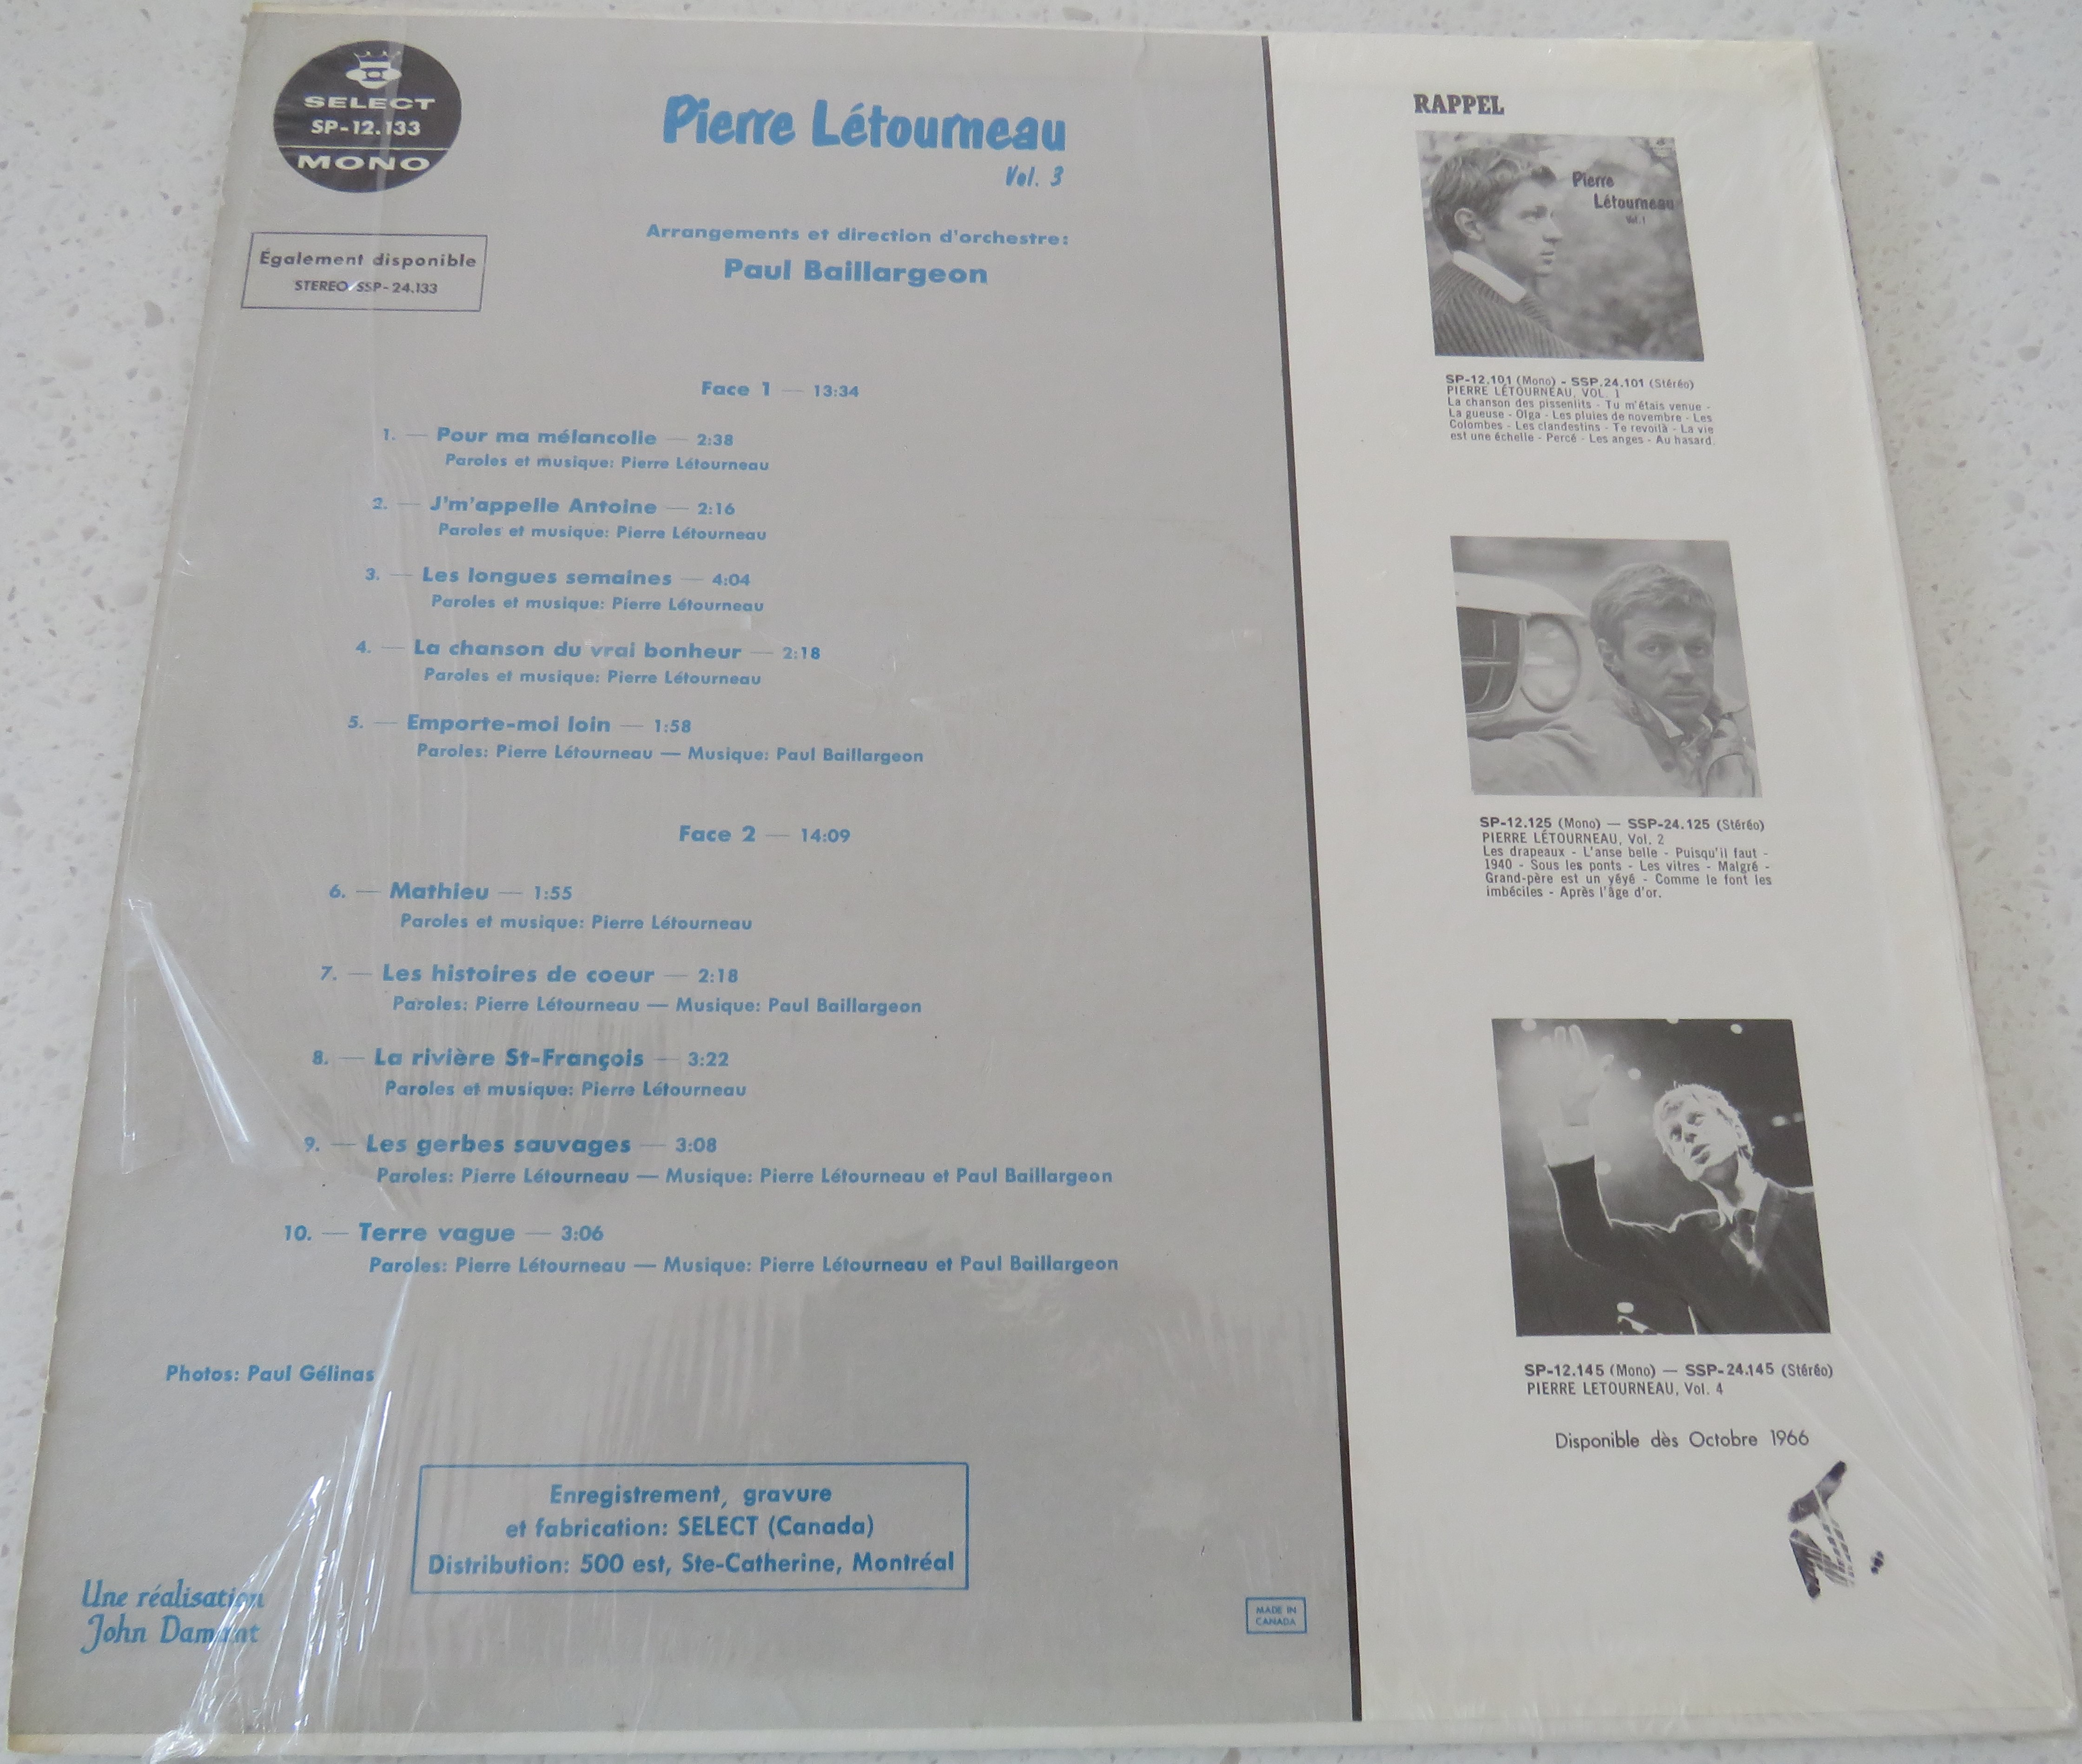 SELECT
SP-12.133
MONO
Également disponible
STEREO SSP-24.133
Pierre Létourneau
Vol. 3
Arrangements et direction d'orchestre:
Paul Baillargeon
Face 1 — 13:34
1. — Pour ma mélancolie — 2:38
Paroles et musique: Pierre Létourneau
2. — J'm'appelle Antoine — 2:16
Paroles et musique: Pierre Létourneau
3. — Les longues semaines — 4:04
Paroles et musique: Pierre Létourneau
4. — La chanson du vrai bonheur — 2:18
Paroles et musique: Pierre Létourneau
5. — Emporte-moi loin — 1:58
Paroles: Pierre Létourneau — Musique: Paul Baillargeon
Face 2 — 14:09
6. — Mathieu — 1:55
Paroles et musique: Pierre Létourneau
7. — Les histoires de coeur — 2:18
Paroles: Pierre Létourneau — Musique: Paul Baillargeon
8. — La rivière St-François — 3:22
Paroles et musique: Pierre Létourneau
9. — Les gerbes sauvages — 3:08
Paroles: Pierre Létourneau — Musique: Pierre Létourneau et Paul Baillargeon
10. — Terre vague — 3:06
Paroles: Pierre Létourneau — Musique: Pierre Létourneau et Paul Baillargeon
Photos: Paul Gélinas
Enregistrement, gravure
et fabrication: SELECT (Canada)
Distribution: 500 est, Ste-Catherine, Montréal
Une réalisation
John Damant
MADE IN
CANADA
RAPPEL
Pierre
Létourneau
Vol. 1
SP-12.101 (Mono) - SSP.24.101 (Stéréo)
PIERRE LÉTOURNEAU, VOL. 1
La chanson des pissenlits - Tu m'étais venue -
La gueuse - Olga - Les pluies de novembre - Les
Colombes - Les clandestins - Te revoilà - La vie
est une échelle - Percé - Les anges - Au hasard.
SP-12.125 (Mono) — SSP-24.125 (Stéréo)
PIERRE LÉTOURNEAU, Vol. 2
Les drapeaux - L'anse belle - Puisqu'il faut -
1940 - Sous les ponts - Les vitres - Malgré -
Grand-père est un yéyé - Comme le font les
imbéciles - Après l'âge d'or.
SP-12.145 (Mono) — SSP-24.145 (Stéréo)
PIERRE LETOURNEAU, Vol. 4
Disponible dès Octobre 1966